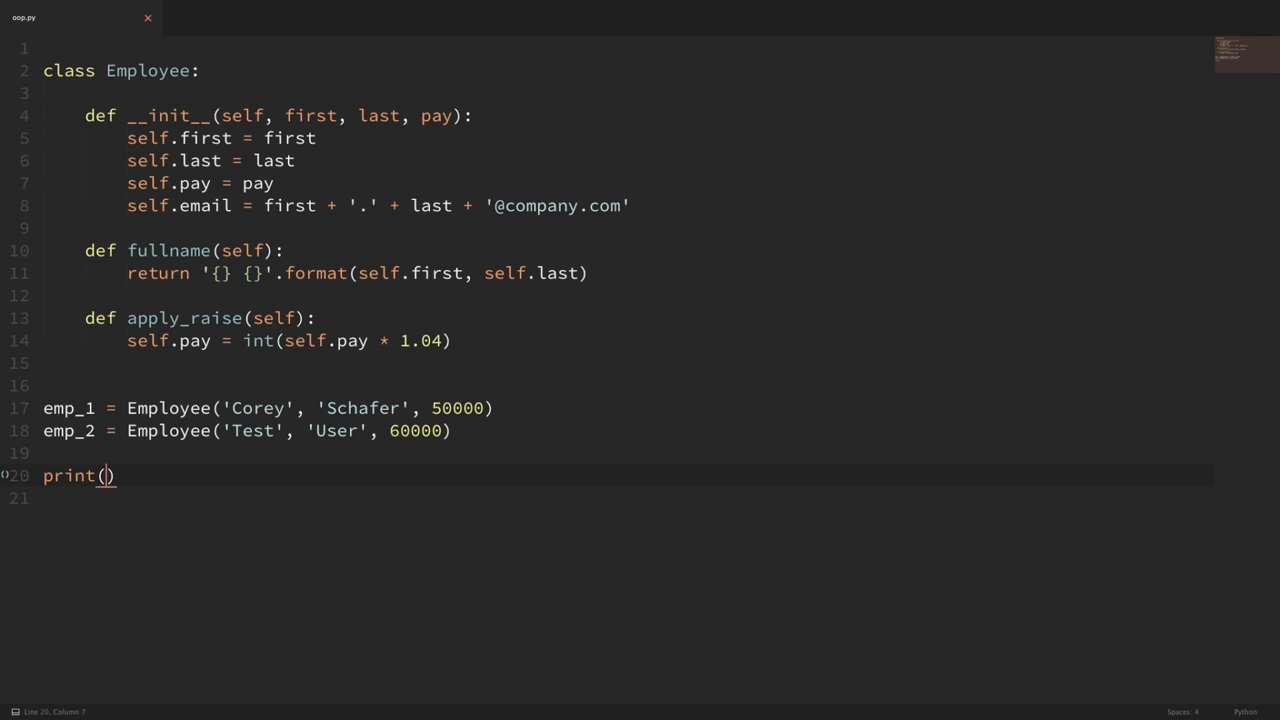 oop.py
1
2 class Employee:
3
4     def __init__(self, first, last, pay):
5         self.first = first
6         self.last = last
7         self.pay = pay
8         self.email = first + '.' + last + '@company.com'
9
10     def fullname(self):
11         return '{} {}'.format(self.first, self.last)
12
13     def apply_raise(self):
14         self.pay = int(self.pay * 1.04)
15
16
17 emp_1 = Employee('Corey', 'Schafer', 50000)
18 emp_2 = Employee('Test', 'User', 60000)
19
20 print()
21
Line 20, Column 7 Spaces: 4 Python